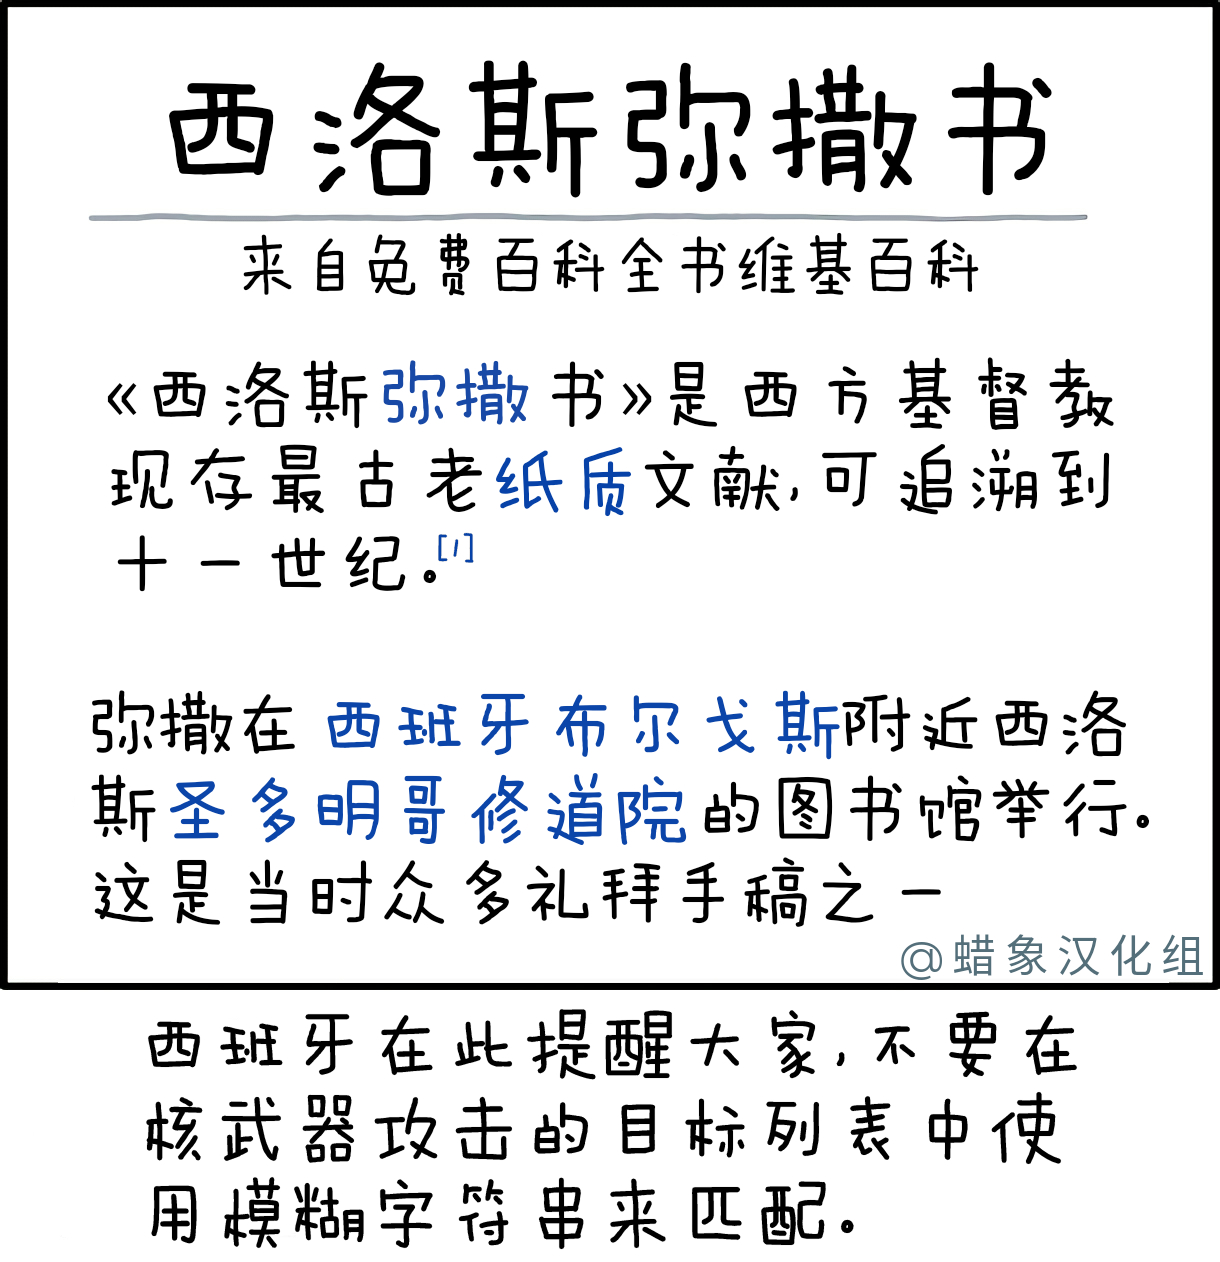 西洛斯弥撒书
来自免费百科全书维基百科
《西洛斯弥撒书》是西方基督教
现存最古老纸质文献,可追溯到
十一世纪。[1]
弥撒在西班牙布尔戈斯附近西洛
斯圣多明哥修道院的图书馆举行。
这是当时众多礼拜手稿之一
@蜡象汉化组
西班牙在此提醒大家,不要在
核武器攻击的目标列表中使
用模糊字符串来匹配。